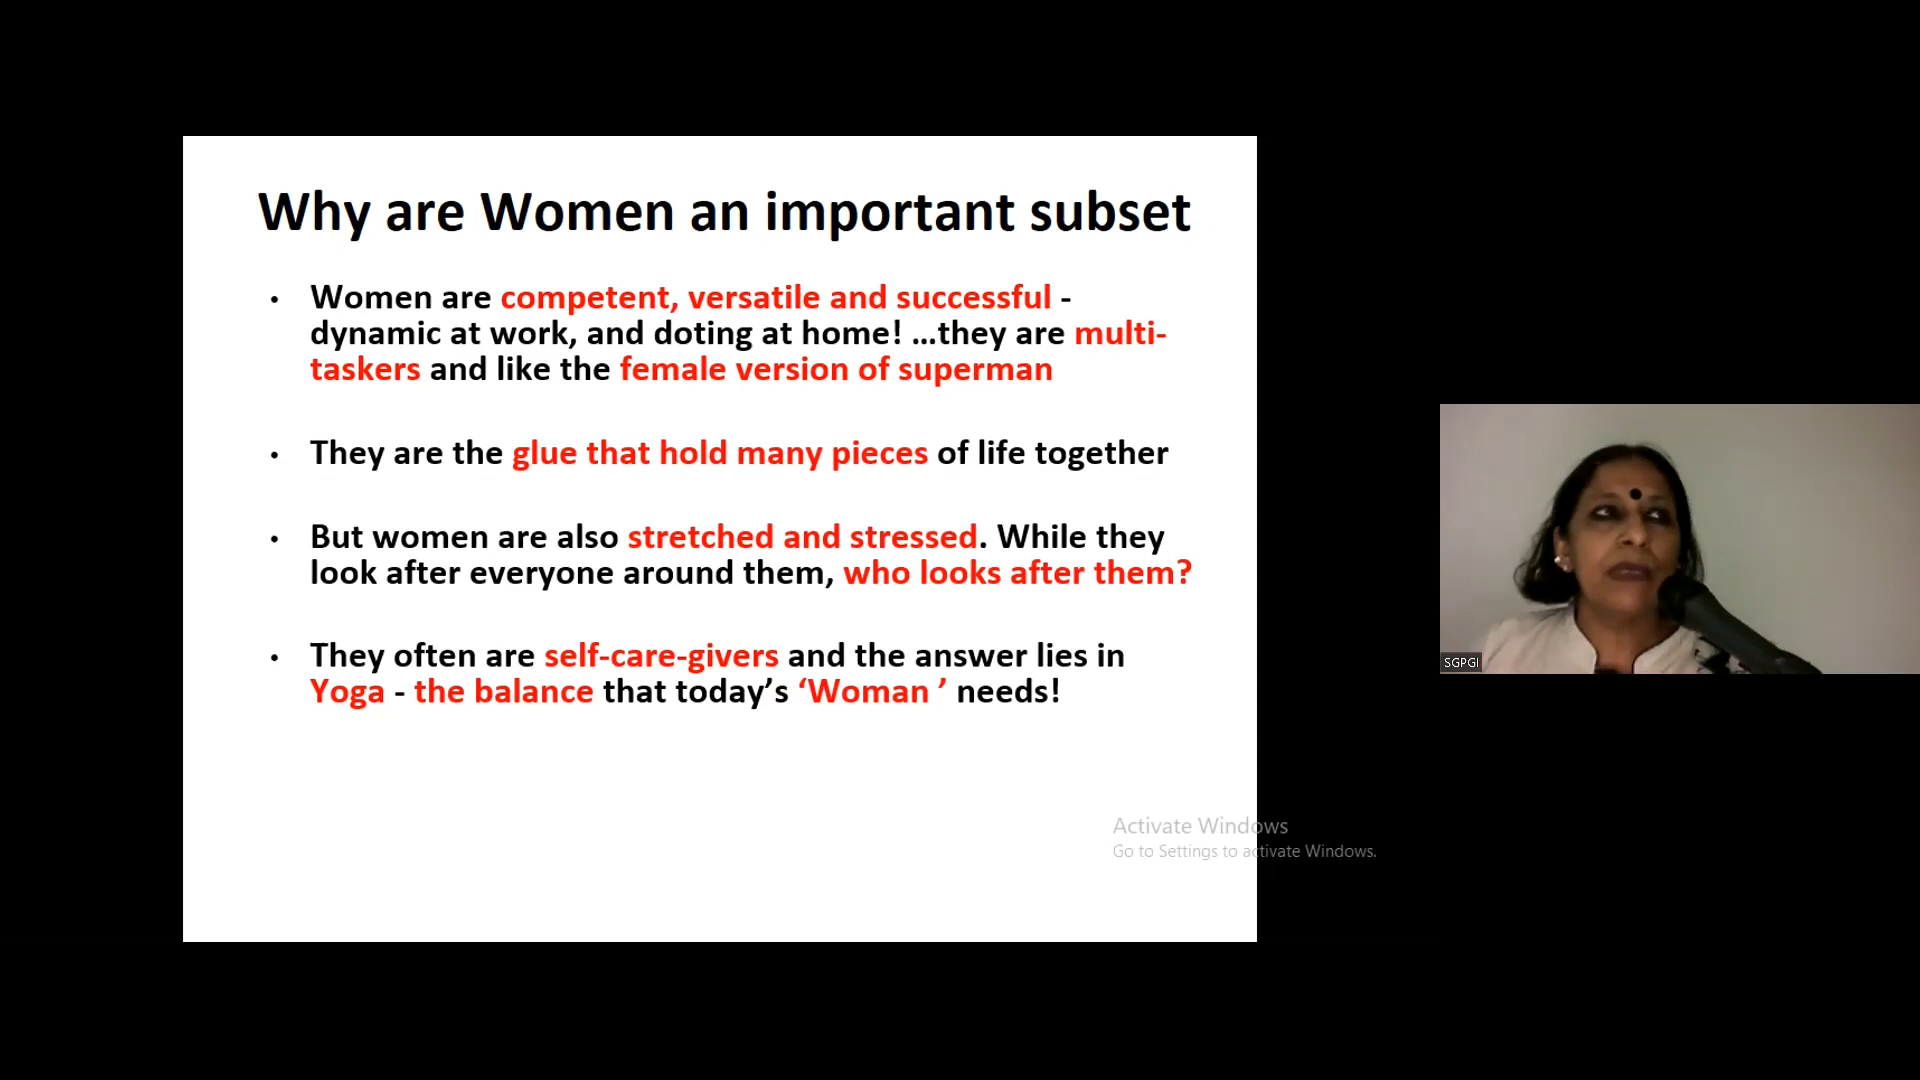 Why are Women an important subset
• Women are competent, versatile and successful -
dynamic at work, and doting at home! ...they are multi-
taskers and like the female version of superman
• They are the glue that hold many pieces of life together
• But women are also stretched and stressed. While they
look after everyone around them, who looks after them?
• They often are self-care-givers and the answer lies in
Yoga - the balance that today’s ‘Woman ’ needs!
SGPGI
Activate Windows
Go to Settings to activate Windows.